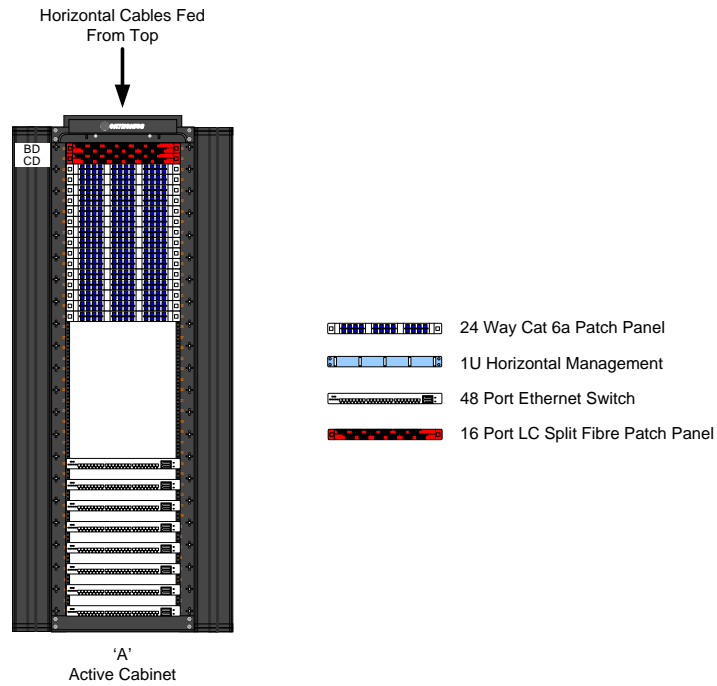 Horizontal Cables Fed
From Top
BD
CD
24 Way Cat 6a Patch Panel
1U Horizontal Management
48 Port Ethernet Switch
16 Port LC Split Fibre Patch Panel
‘A’
Active Cabinet